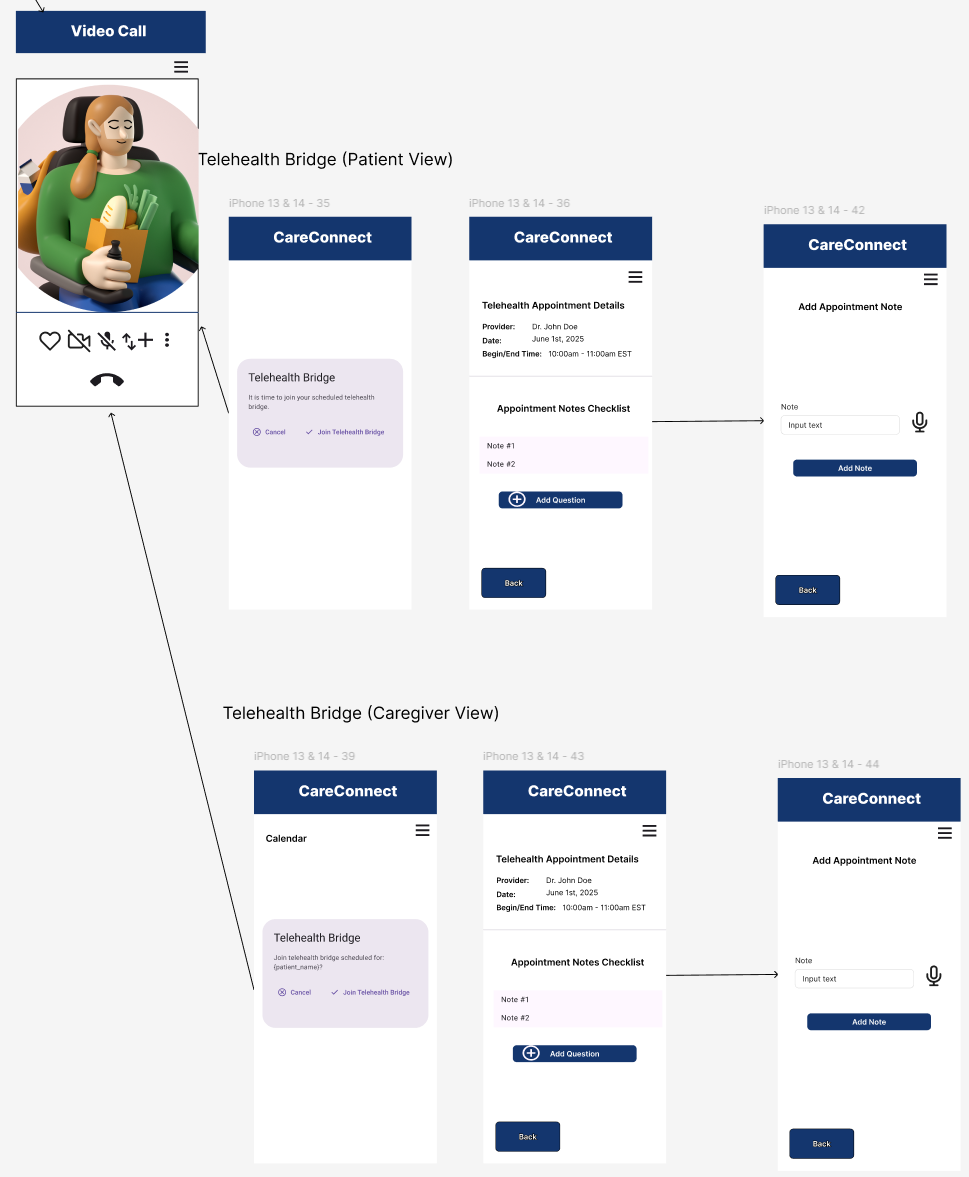 Video Call
Telehealth Bridge (Patient View)
iPhone 13 & 14 - 35
CareConnect
Telehealth Bridge
It is time to join your scheduled telehealth
bridge.
Cancel
Join Telehealth Bridge
iPhone 13 & 14 - 36
CareConnect
Telehealth Appointment Details
Provider: Dr. John Doe
Date: June 1st, 2025
Begin/End Time: 10:00am - 11:00am EST
Appointment Notes Checklist
Note #1
Note #2
Add Question
Back
iPhone 13 & 14 - 42
CareConnect
Add Appointment Note
Note
Input text
Add Note
Back
Telehealth Bridge (Caregiver View)
iPhone 13 & 14 - 39
CareConnect
Calendar
Telehealth Bridge
Join telehealth bridge scheduled for:
{patient_name}?
Cancel
Join Telehealth Bridge
iPhone 13 & 14 - 43
CareConnect
Telehealth Appointment Details
Provider: Dr. John Doe
Date: June 1st, 2025
Begin/End Time: 10:00am - 11:00am EST
Appointment Notes Checklist
Note #1
Note #2
Add Question
Back
iPhone 13 & 14 - 44
CareConnect
Add Appointment Note
Note
Input text
Add Note
Back